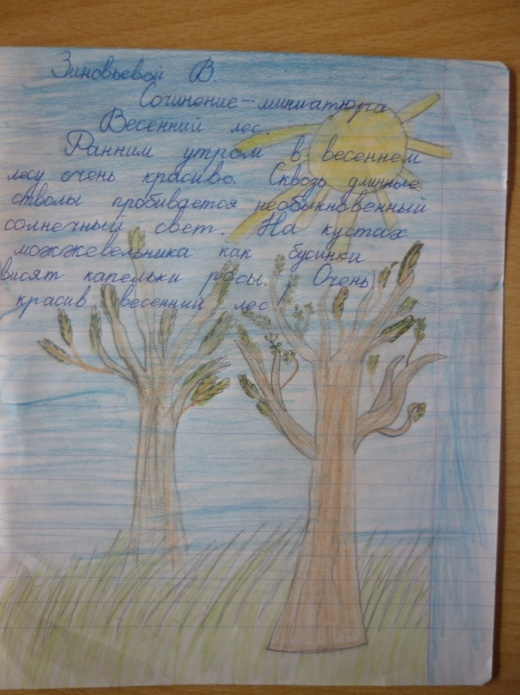 Зиновьевой В.
Сочинение-миниатюра
Весенний лес.
Ранним утром в весеннем
лесу очень красиво. Сквозь длинные
стволы пробивается необыкновенный
солнечный свет. На кустах
можжевельника как бусинки
висят капельки росы. Очень
красив весенний лес.